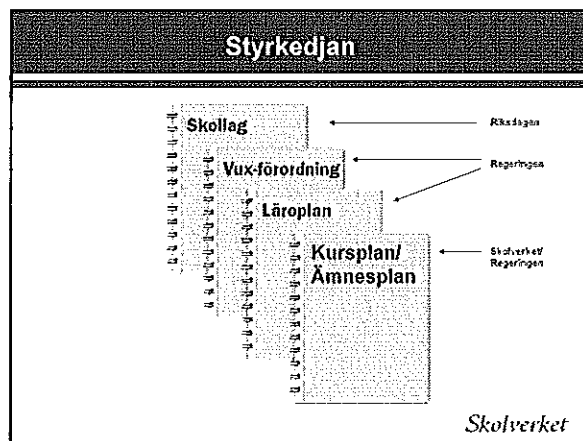 Styrkedjan
Skollag
Riksdagen
Vux-förordning
Regeringen
Läroplan
Kursplan/
Ämnesplan
Skolverket/
Regeringen
Skolverket